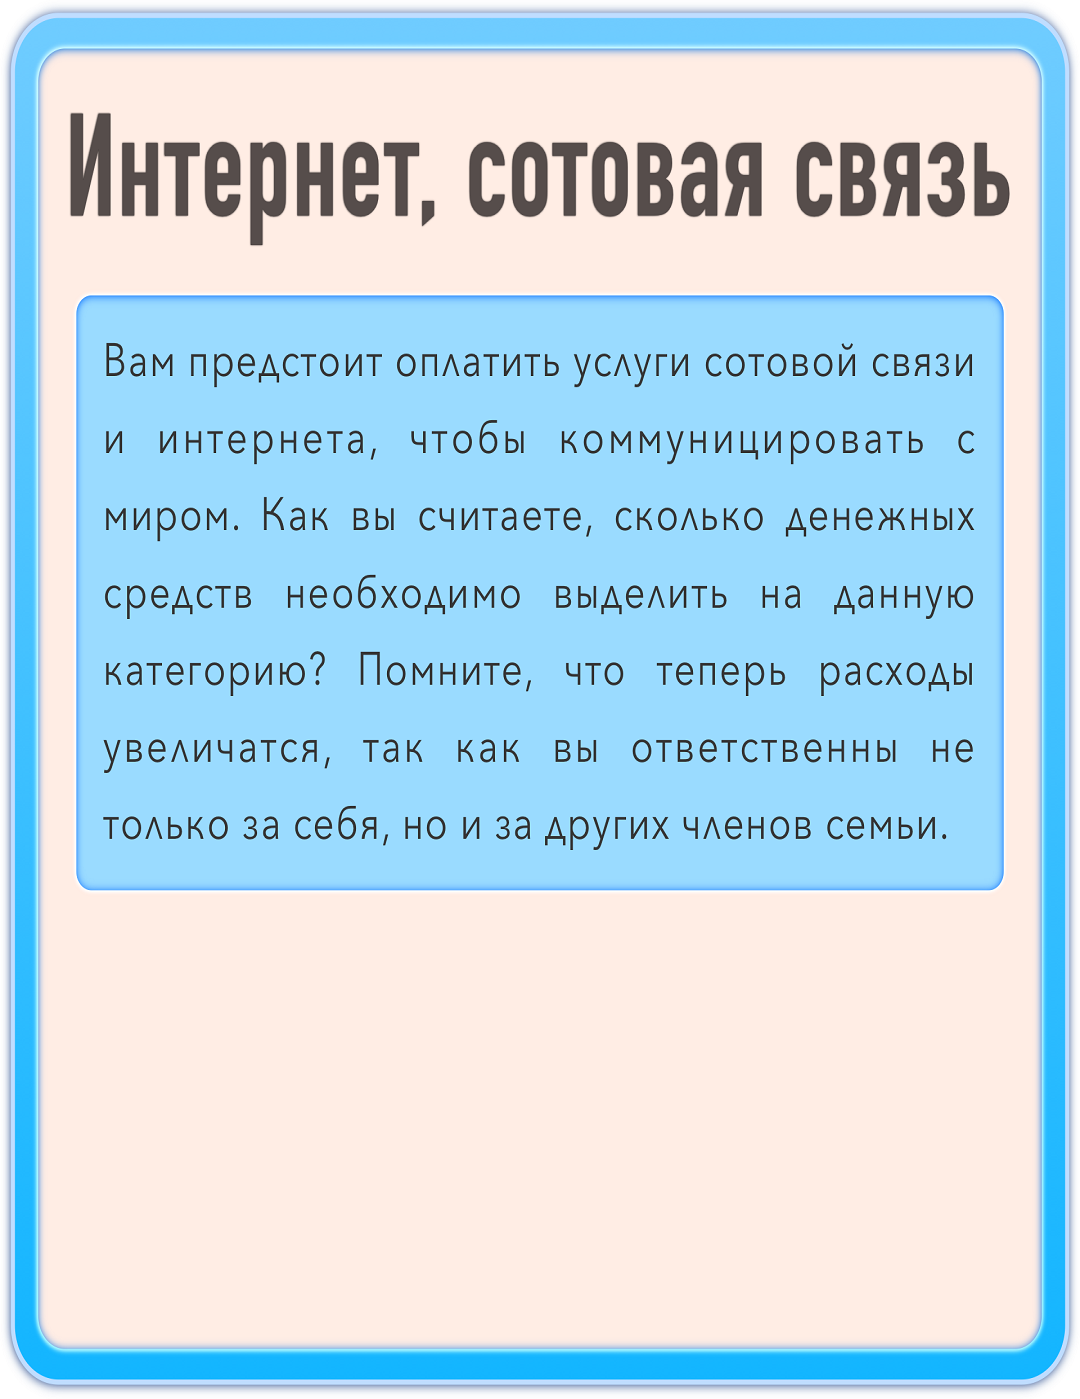 Интернет, сотовая связь
Вам предстоит оплатить услуги сотовой связи
и интернета, чтобы коммуницировать с
миром. Как вы считаете, сколько денежных
средств необходимо выделить на данную
категорию? Помните, что теперь расходы
увеличатся, так как вы ответственны не
только за себя, но и за других членов семьи.